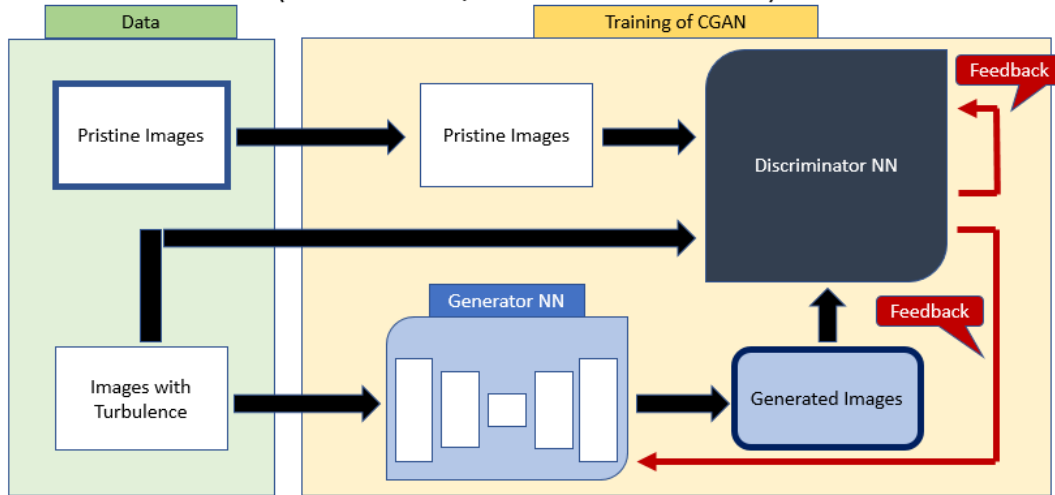 Data
Training of CGAN
Feedback
Pristine Images
Pristine Images
Discriminator NN
Generator NN
Feedback
Images with
Turbulence
Generated Images